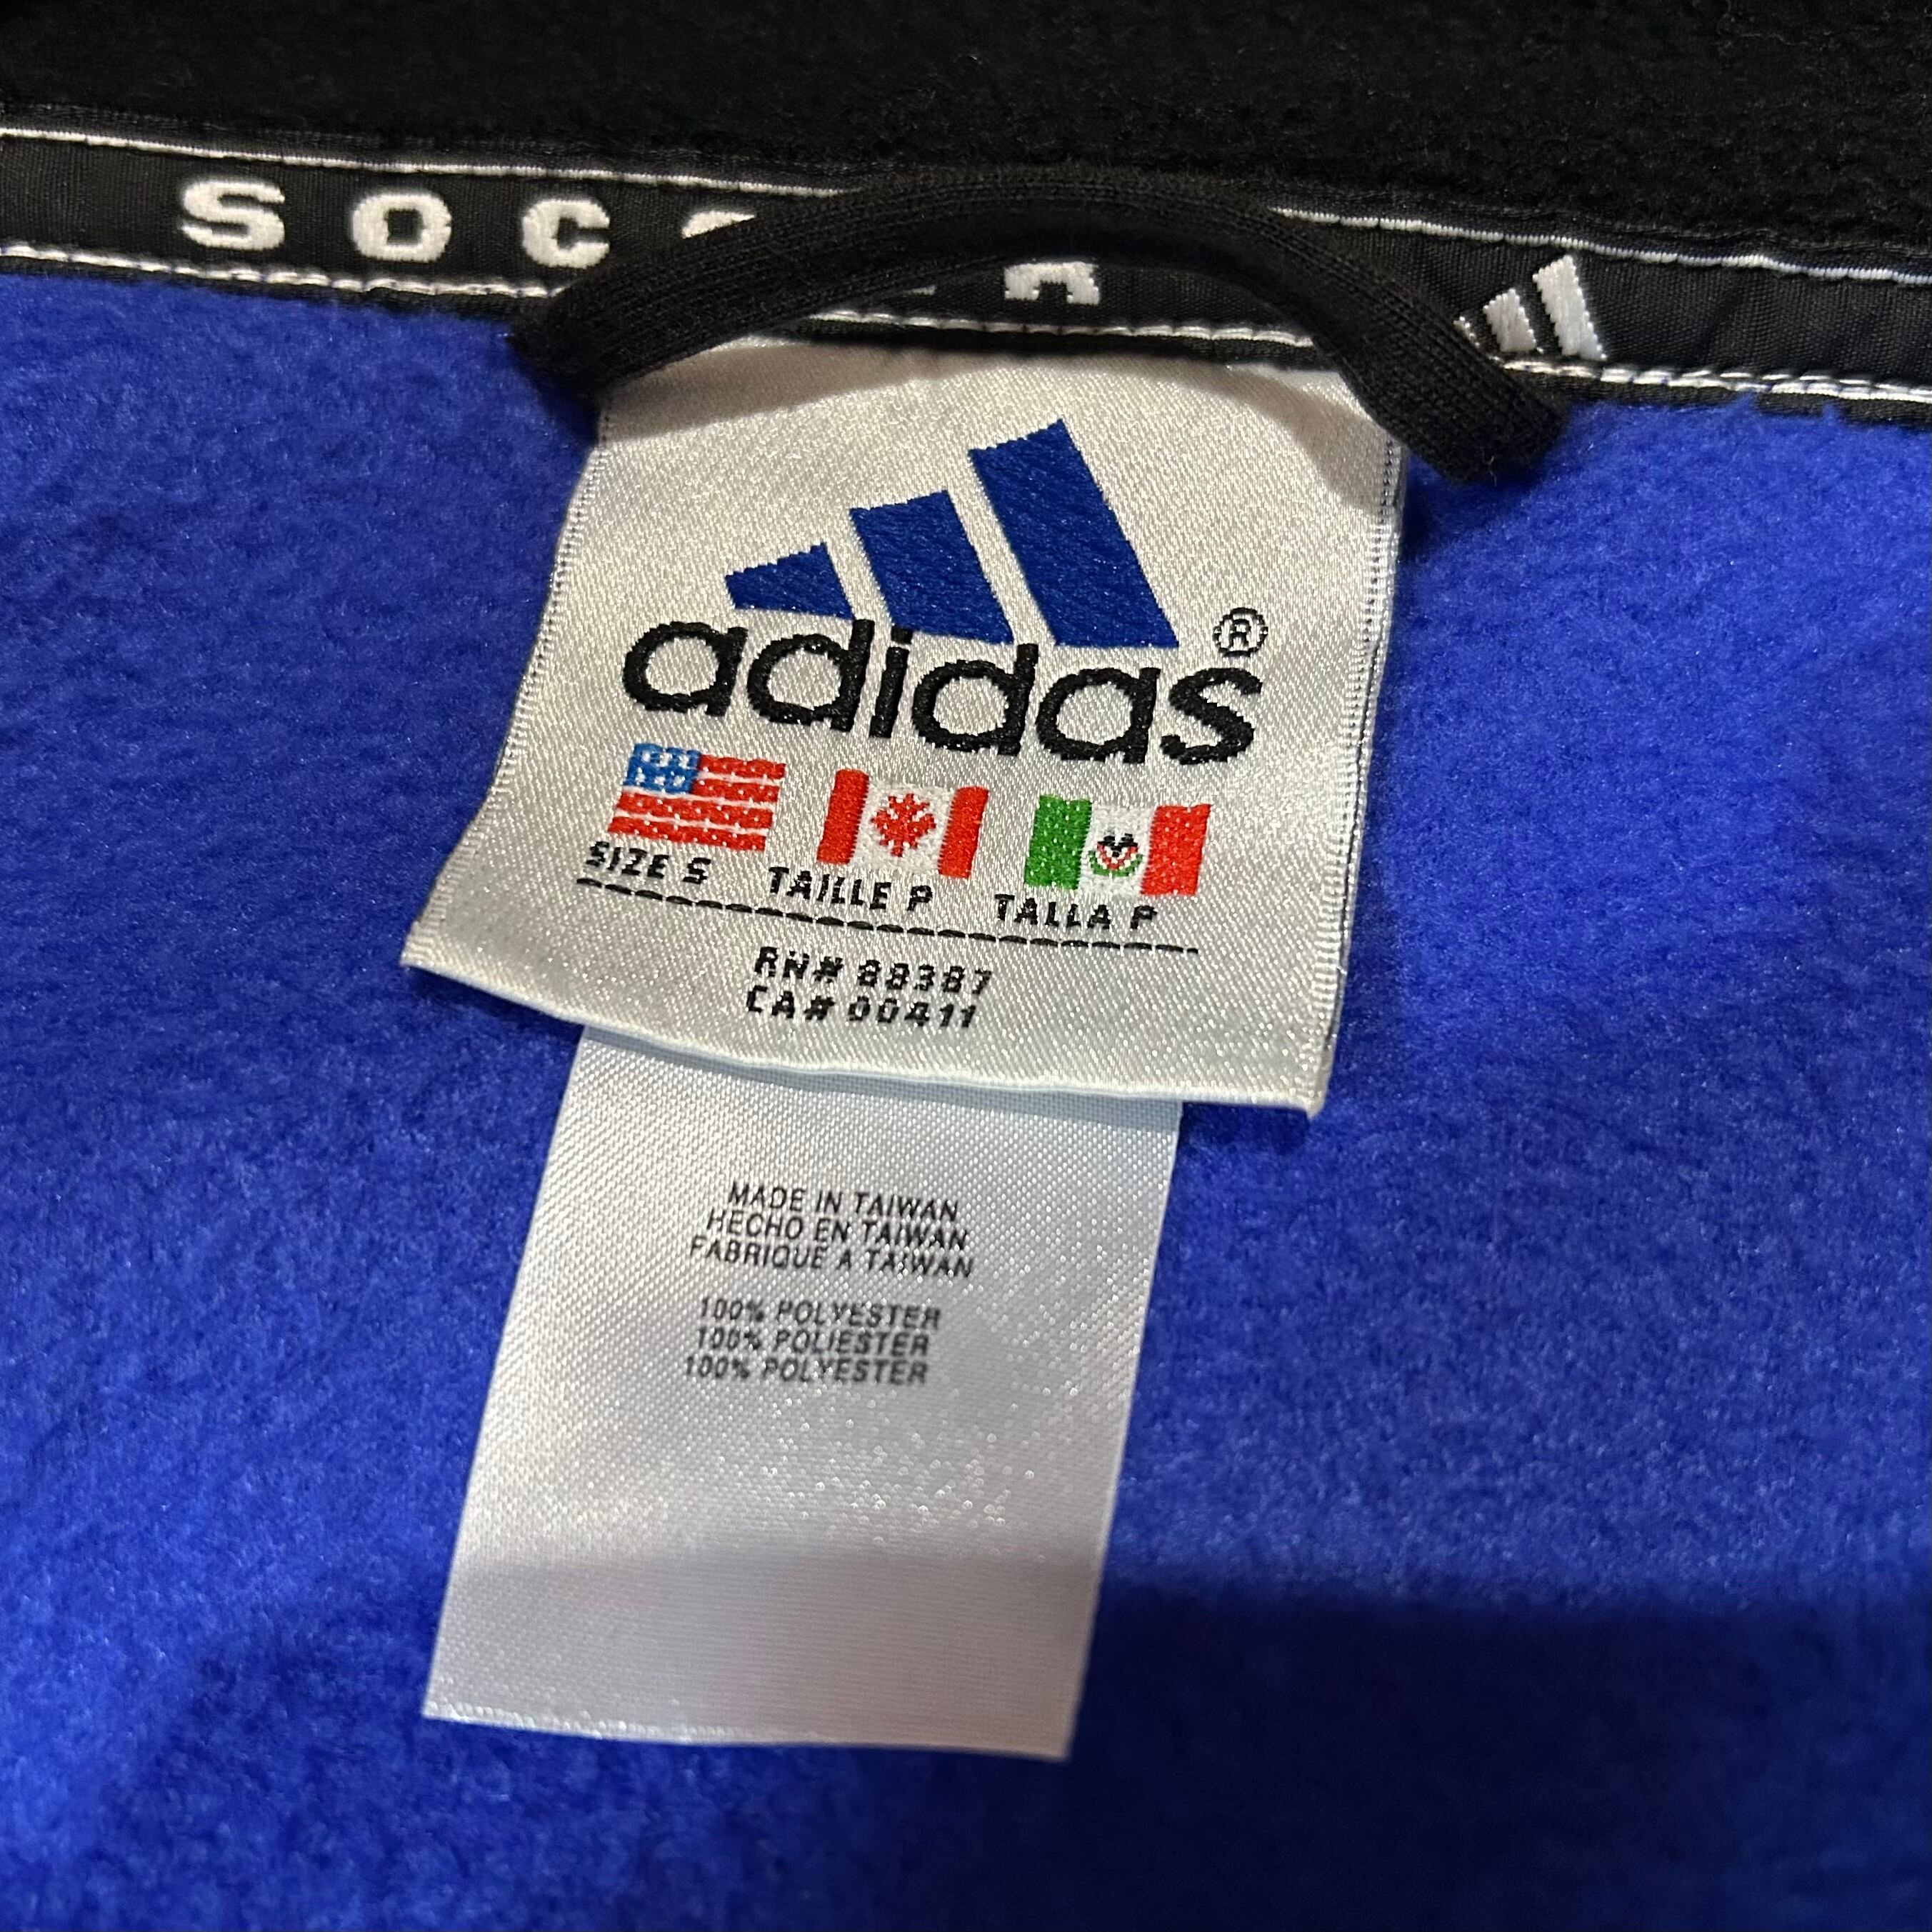 SOCCER
adidas®
SIZE S TAILLE P TALLA P
RN# 88387
CA# 00411
MADE IN TAIWAN
HECHO EN TAIWAN
FABRIQUE A TAIWAN
100% POLYESTER
100% POLIESTER
100% POLYESTER